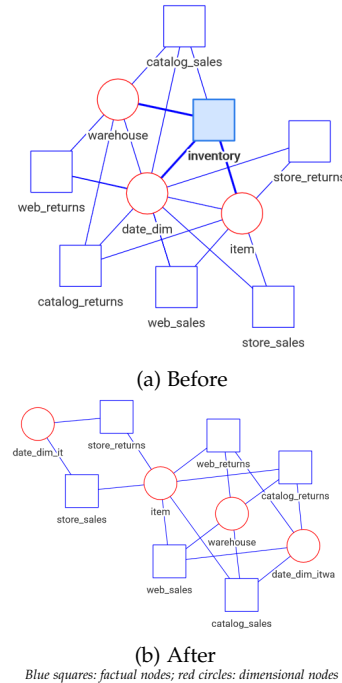 catalog_sales
warehouse
inventory
store_returns
web_returns
date_dim
item
catalog_returns
web_sales
store_sales
(a) Before
date_dim_it
store_returns
web_returns
catalog_returns
item
store_sales
warehouse
web_sales
date_dim_itwa
catalog_sales
(b) After
Blue squares: factual nodes; red circles: dimensional nodes